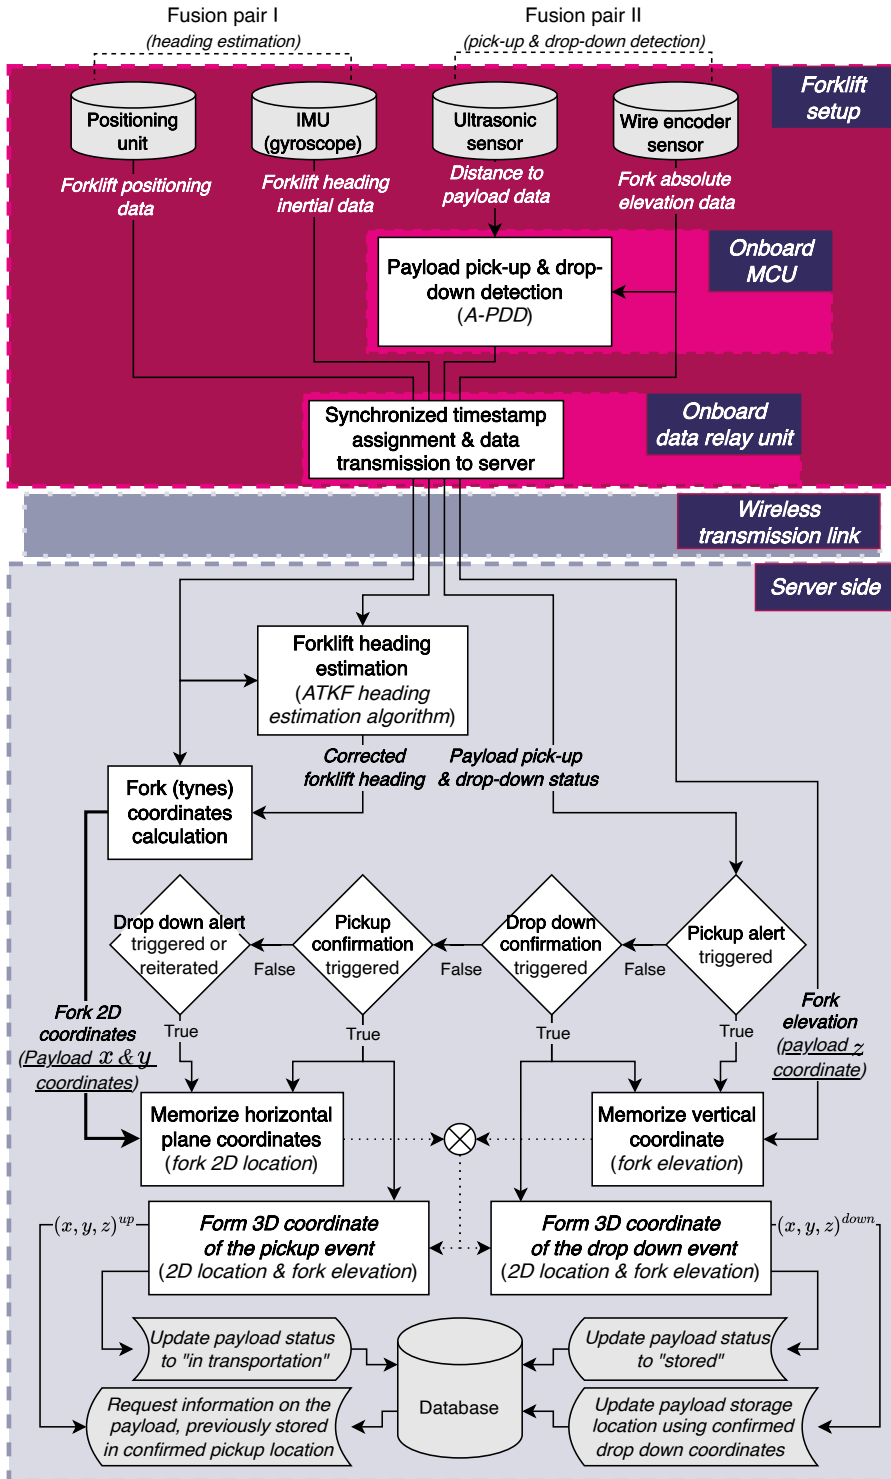 Fusion pair I
(heading estimation)
Fusion pair II
(pick-up & drop-down detection)
Forklift
setup
Positioning
unit
IMU
(gyroscope)
Ultrasonic
sensor
Wire encoder
sensor
Forklift positioning
data
Forklift heading
inertial data
Distance to
payload data
Fork absolute
elevation data
Onboard
MCU
Payload pick-up & drop-
down detection
(A-PDD)
Onboard
data relay unit
Synchronized timestamp
assignment & data
transmission to server
Wireless
transmission link
Server side
Forklift heading
estimation
(ATKF heading
estimation algorithm)
Corrected
forklift heading
Payload pick-up
& drop-down status
Fork (tynes)
coordinates
calculation
Drop down alert
triggered or
reiterated
False
Pickup
confirmation
triggered
False
Drop down
confirmation
triggered
False
Pickup alert
triggered
True
True
True
True
Fork 2D
coordinates
(Payload x & y
coordinates)
Fork
elevation
(payload z
coordinate)
Memorize horizontal
plane coordinates
(fork 2D location)
Memorize vertical
coordinate
(fork elevation)
(x, y, z)^up
Form 3D coordinate
of the pickup event
(2D location & fork elevation)
Form 3D coordinate
of the drop down event
(2D location & fork elevation)
(x, y, z)^down
Update payload status
to "in transportation"
Update payload status
to "stored"
Request information on the
payload, previously stored
in confirmed pickup location
Database
Update payload storage
location using confirmed
drop down coordinates